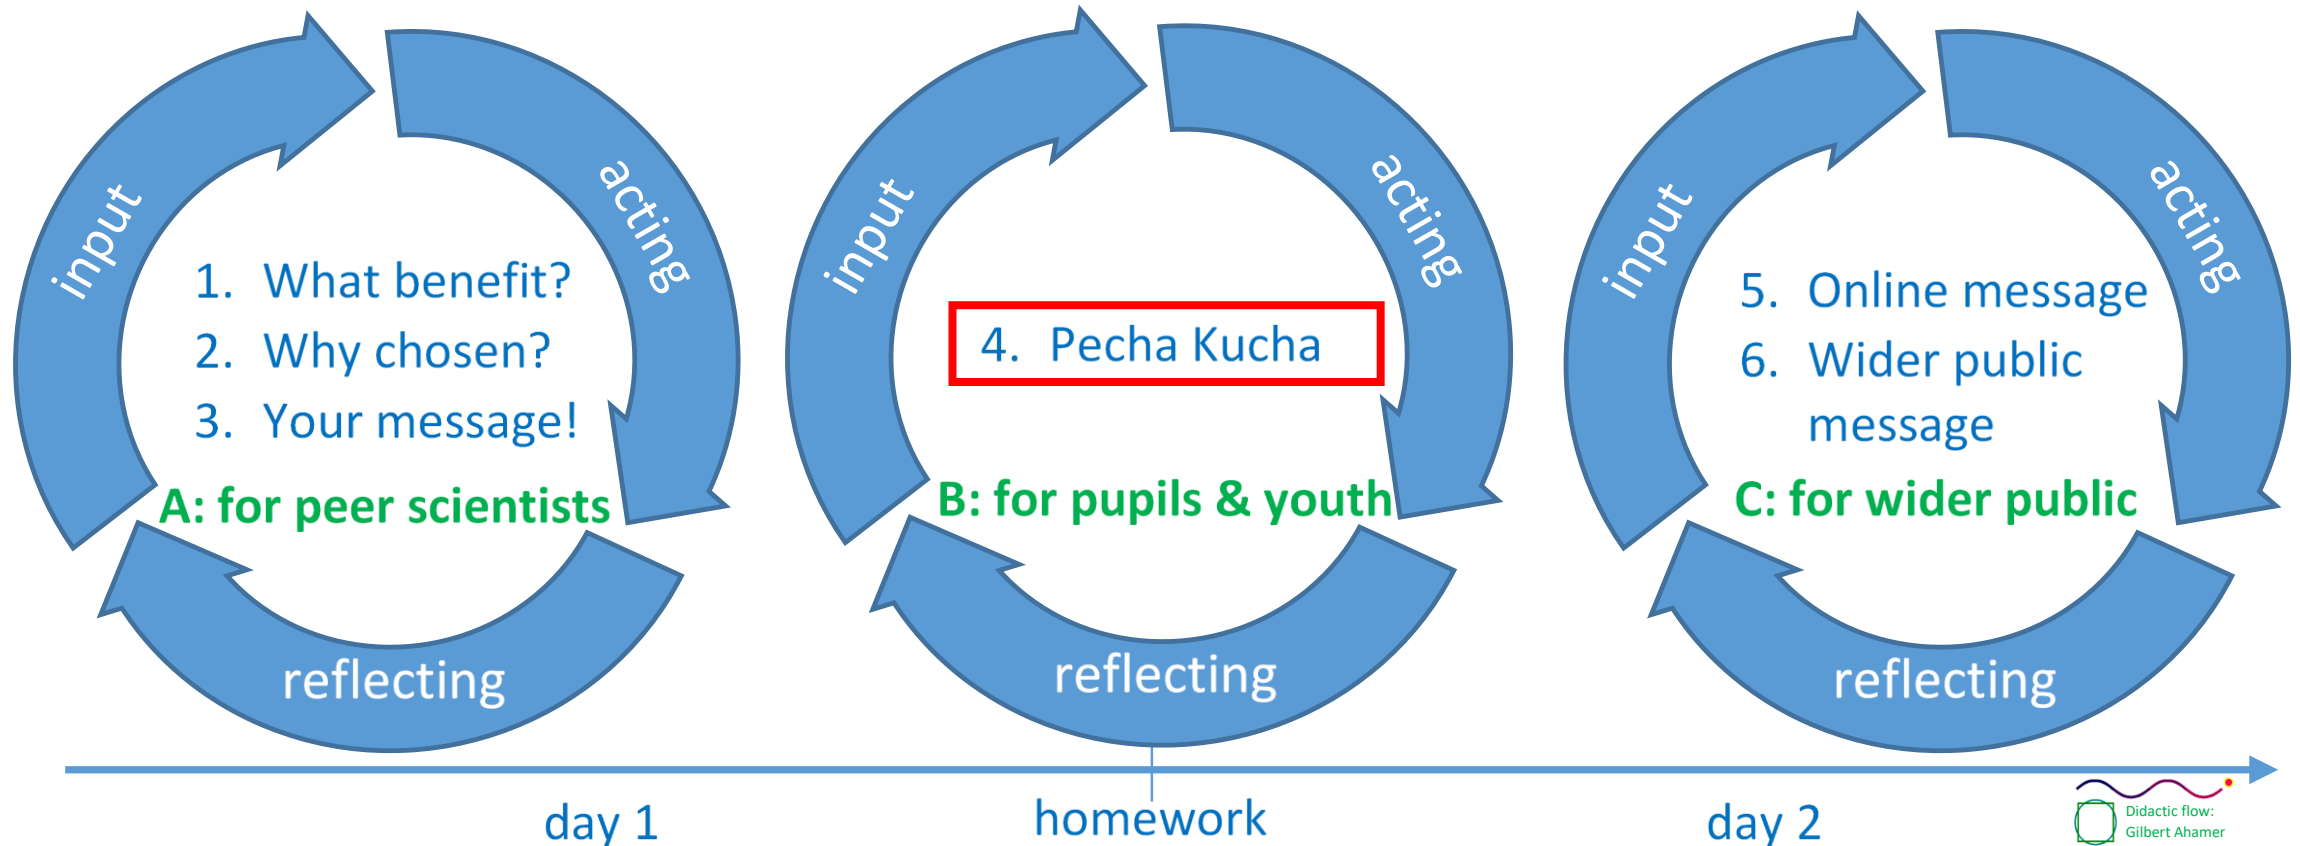 input
acting
1. What benefit?
2. Why chosen?
3. Your message!
A: for peer scientists
reflecting
input
acting
4. Pecha Kucha
B: for pupils & youth
reflecting
input
acting
5. Online message
6. Wider public
message
C: for wider public
reflecting
day 1
homework
day 2
Didactic flow:
Gilbert Ahamer